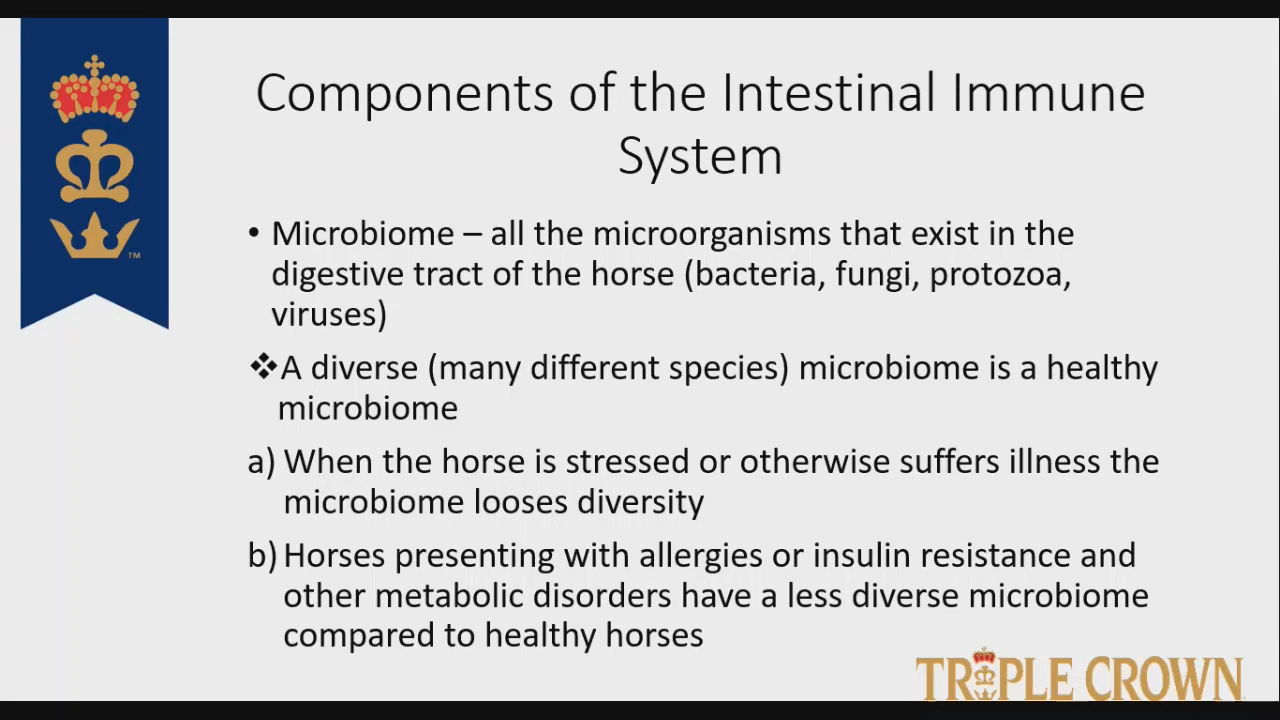 Components of the Intestinal Immune
System
• Microbiome – all the microorganisms that exist in the
digestive tract of the horse (bacteria, fungi, protozoa,
viruses)
❖A diverse (many different species) microbiome is a healthy
microbiome
a) When the horse is stressed or otherwise suffers illness the
microbiome looses diversity
b) Horses presenting with allergies or insulin resistance and
other metabolic disorders have a less diverse microbiome
compared to healthy horses
TM
TRIPLE CROWN